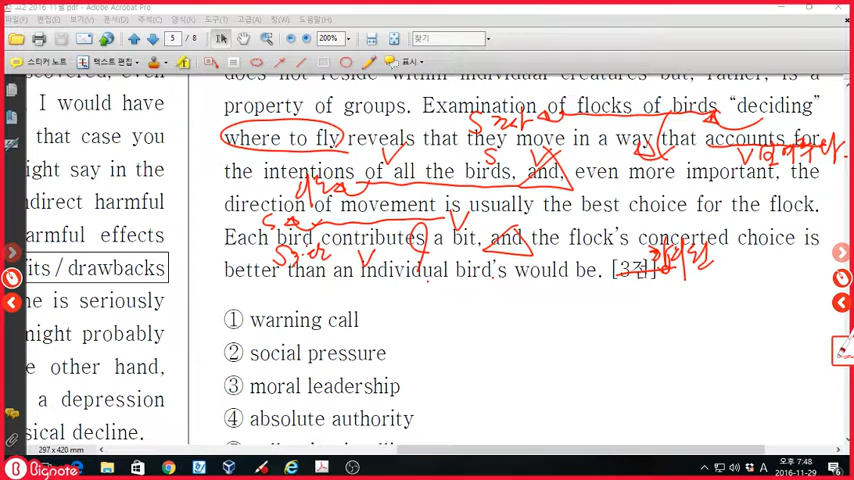 고2 2016 11월.pdf - Adobe Acrobat Pro
파일(F) 편집(E) 보기(V) 문서(D) 주석(C) 양식(R) 도구(T) 고급(A) 창(W) 도움말(H)
5 / 8 200% 찾기
스티커 노트 텍스트 편집 표시
scovered, even
I would have
that case you
ight say in the
ndirect harmful
armful effects
its / drawbacks
ne is seriously
night probably
e other hand,
a depression
sical decline.
does not reside within individual creatures but, rather, is a
property of groups. Examination of flocks of birds “deciding”
where to fly reveals that they move in a way that accounts for
the intentions of all the birds, and, even more important, the
direction of movement is usually the best choice for the flock.
Each bird contributes a bit, and the flock’s concerted choice is
better than an individual bird’s would be. [3점]
① warning call
② social pressure
③ moral leadership
④ absolute authority
297 x 420 mm
Bignote
A 오후 7:48
2016-11-29